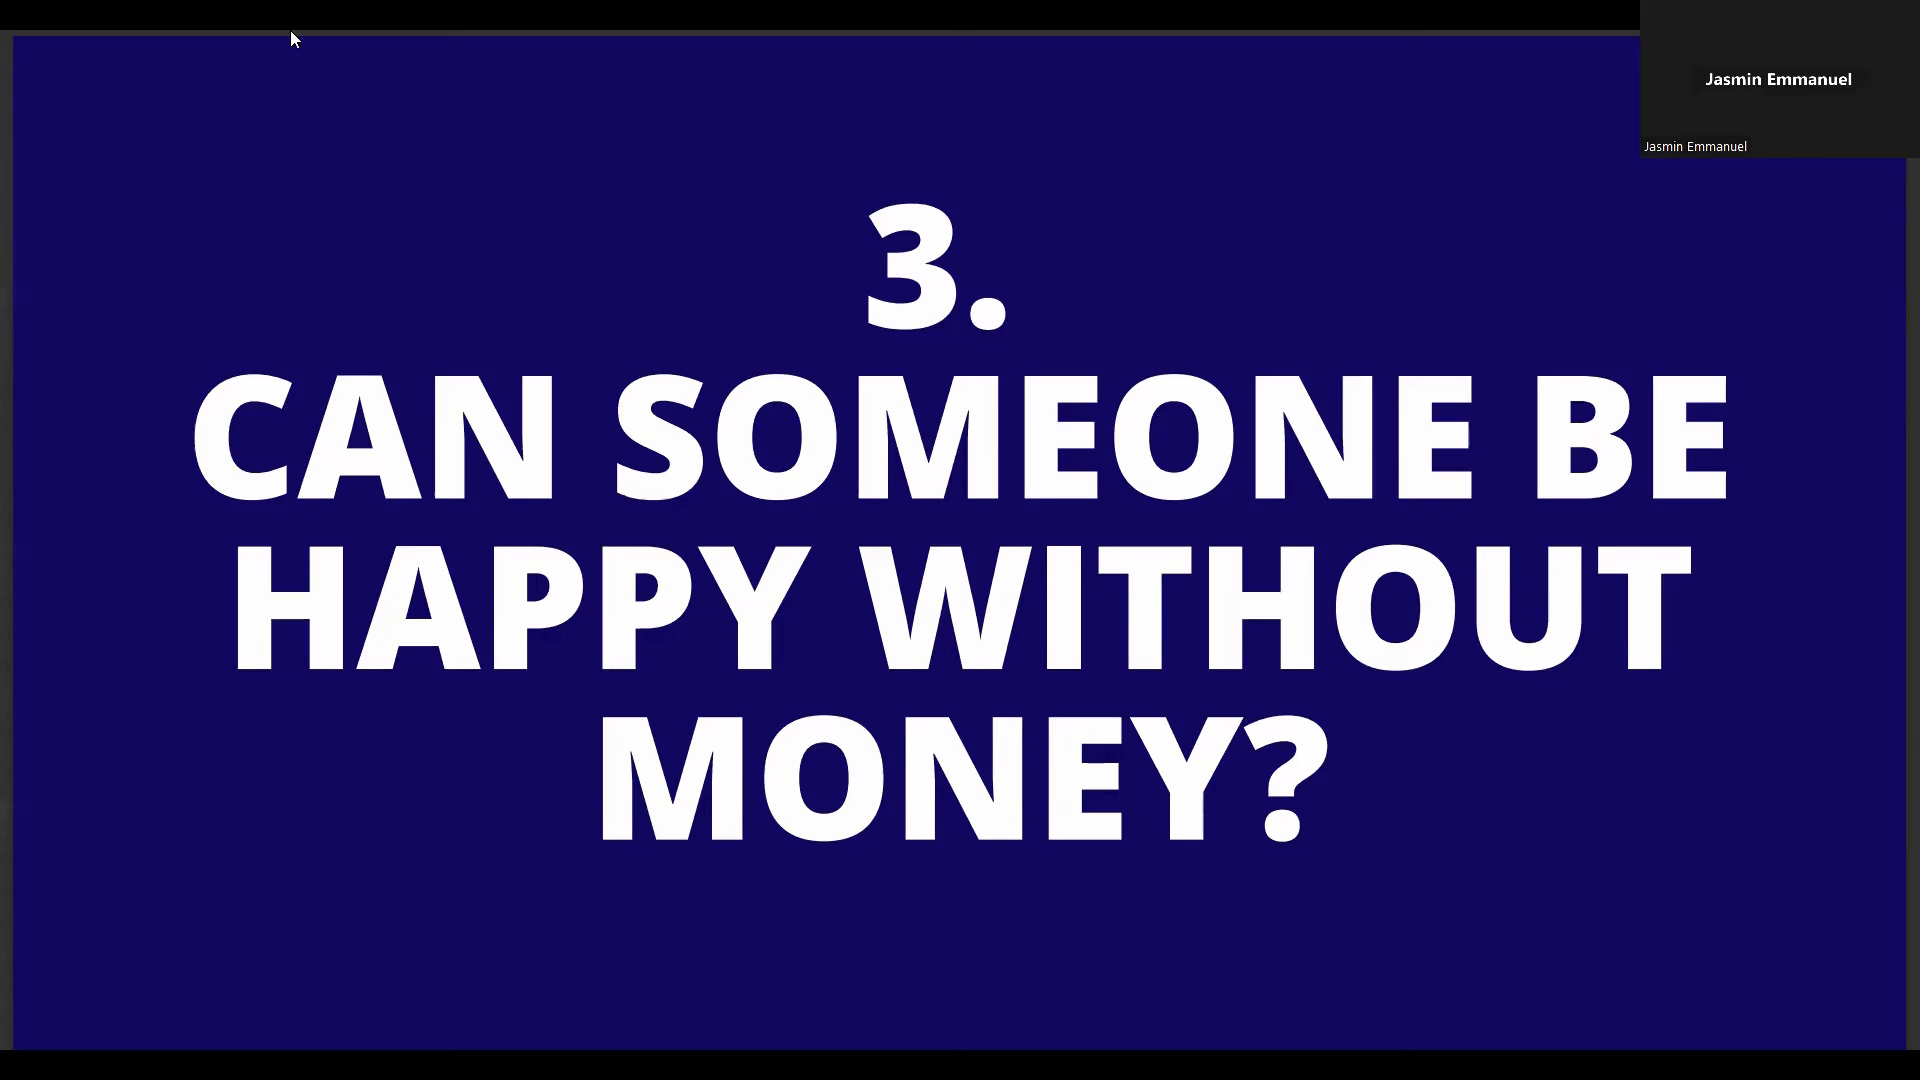 Jasmin Emmanuel
Jasmin Emmanuel
3.
CAN SOMEONE BE
HAPPY WITHOUT
MONEY?